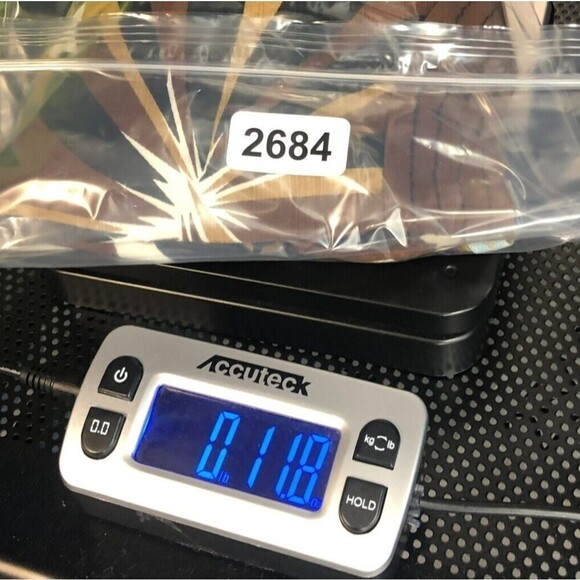 2684
Accuteck
0.0
0 lb 11.8 oz
kg lb
HOLD